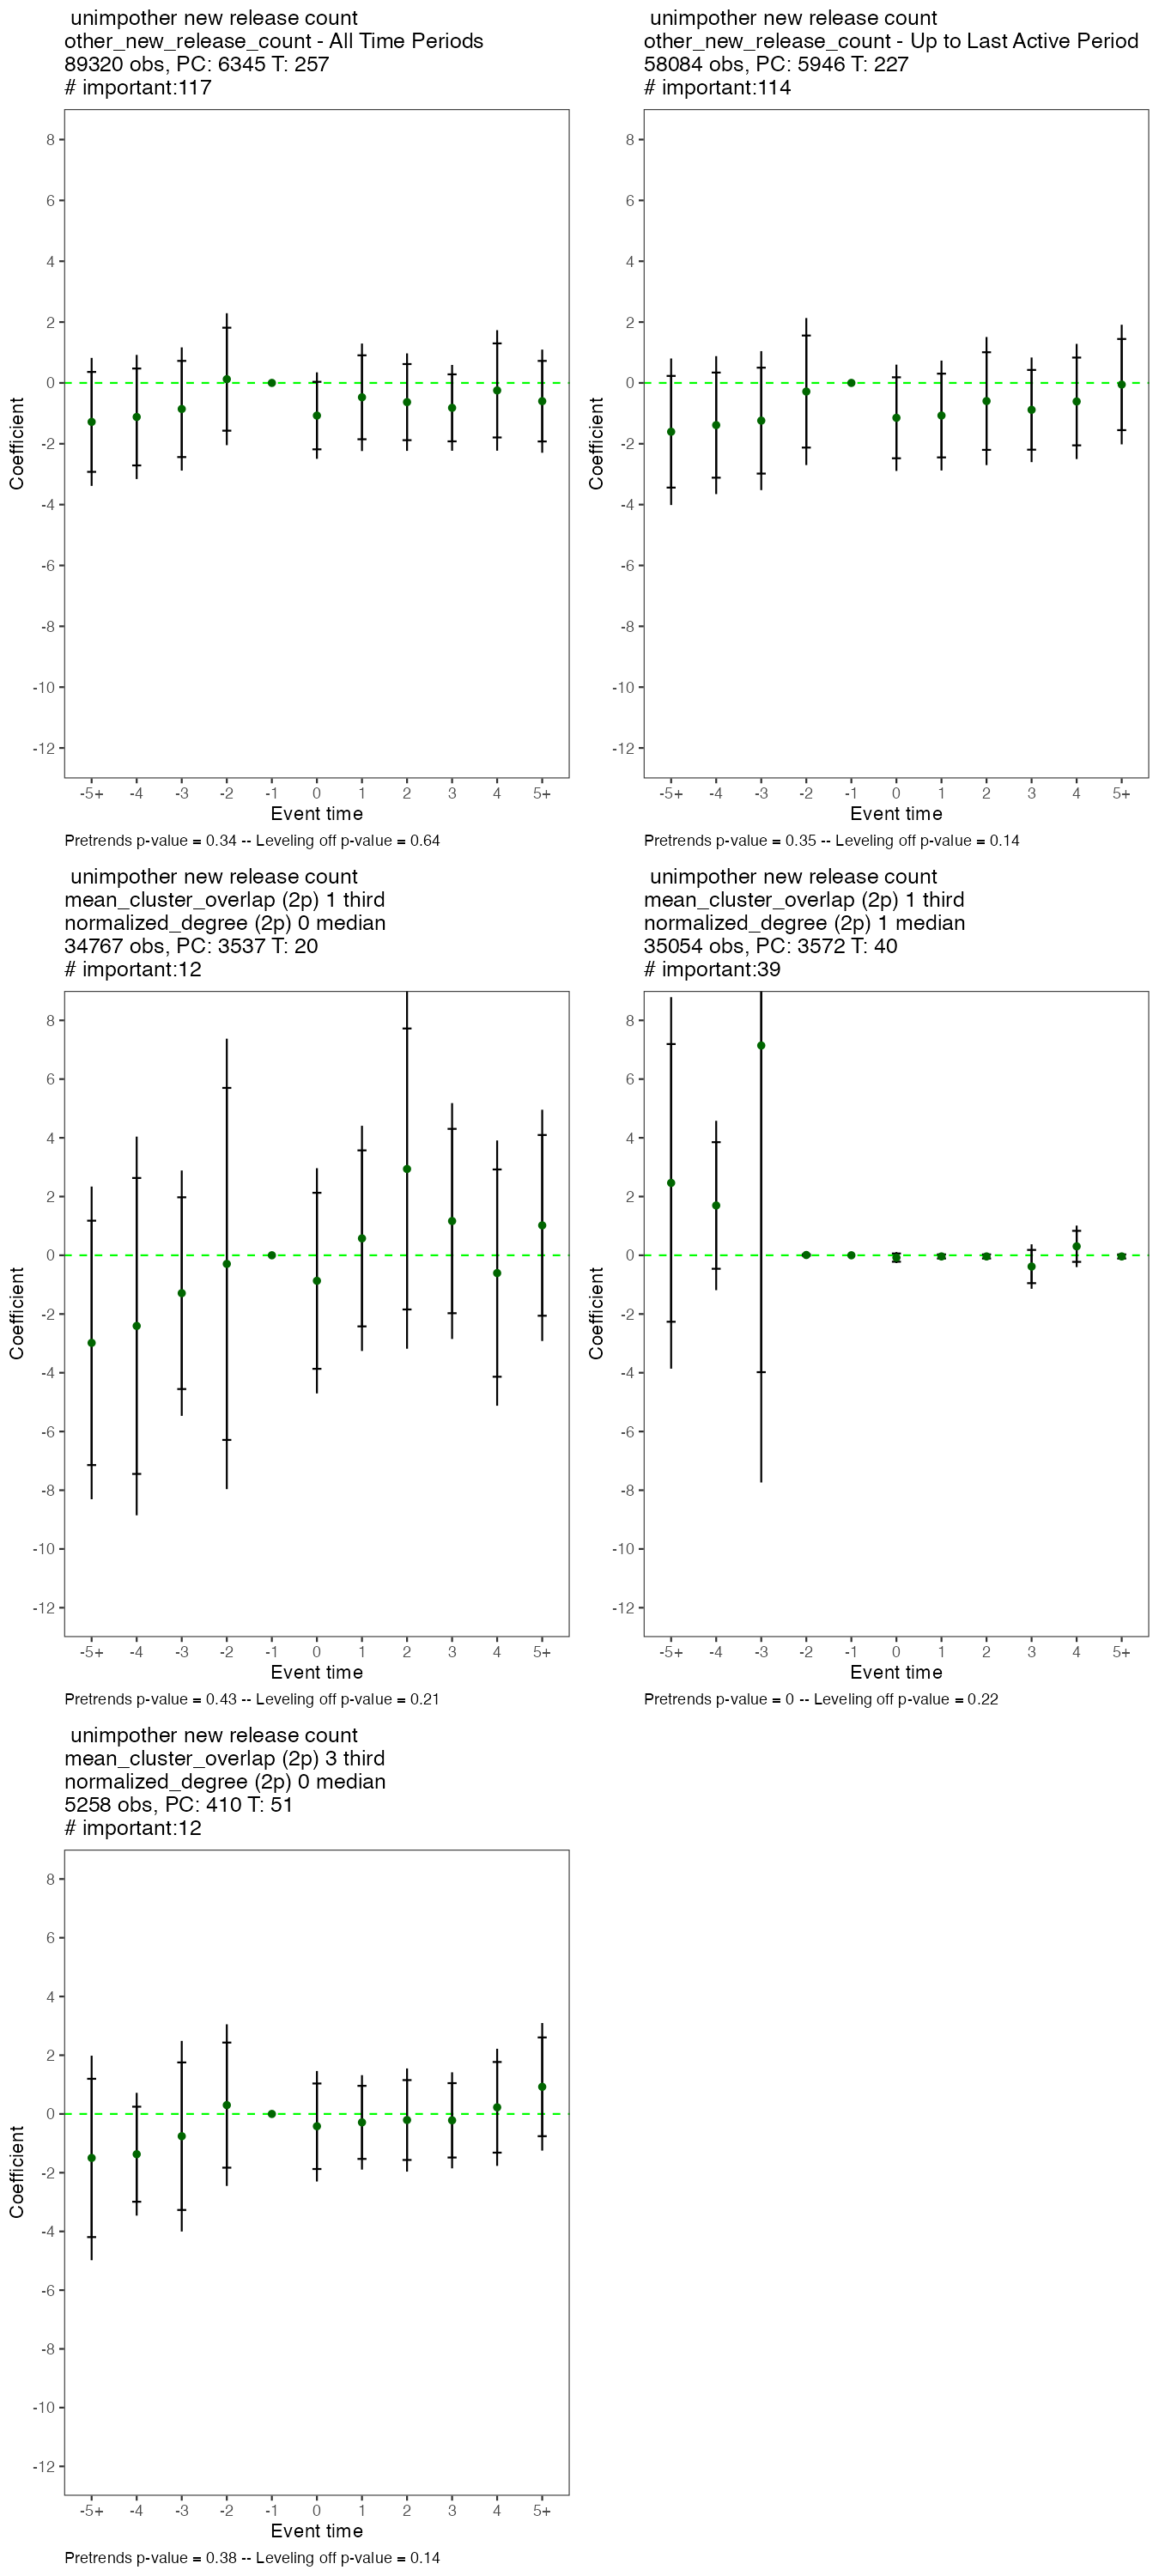 unimpother new release count
other_new_release_count - All Time Periods
89320 obs, PC: 6345 T: 257
# important:117
8
6
4
2
0
-2
-4
-6
-8
-10
-12
Coefficient
-5+ -4 -3 -2 -1 0 1 2 3 4 5+
Event time
Pretrends p-value = 0.34 -- Leveling off p-value = 0.64
unimpother new release count
other_new_release_count - Up to Last Active Period
58084 obs, PC: 5946 T: 227
# important:114
8
6
4
2
0
-2
-4
-6
-8
-10
-12
Coefficient
-5+ -4 -3 -2 -1 0 1 2 3 4 5+
Event time
Pretrends p-value = 0.35 -- Leveling off p-value = 0.14
unimpother new release count
mean_cluster_overlap (2p) 1 third
normalized_degree (2p) 0 median
34767 obs, PC: 3537 T: 20
# important:12
8
6
4
2
0
-2
-4
-6
-8
-10
-12
Coefficient
-5+ -4 -3 -2 -1 0 1 2 3 4 5+
Event time
Pretrends p-value = 0.43 -- Leveling off p-value = 0.21
unimpother new release count
mean_cluster_overlap (2p) 1 third
normalized_degree (2p) 1 median
35054 obs, PC: 3572 T: 40
# important:39
8
6
4
2
0
-2
-4
-6
-8
-10
-12
Coefficient
-5+ -4 -3 -2 -1 0 1 2 3 4 5+
Event time
Pretrends p-value = 0 -- Leveling off p-value = 0.22
unimpother new release count
mean_cluster_overlap (2p) 3 third
normalized_degree (2p) 0 median
5258 obs, PC: 410 T: 51
# important:12
8
6
4
2
0
-2
-4
-6
-8
-10
-12
Coefficient
-5+ -4 -3 -2 -1 0 1 2 3 4 5+
Event time
Pretrends p-value = 0.38 -- Leveling off p-value = 0.14